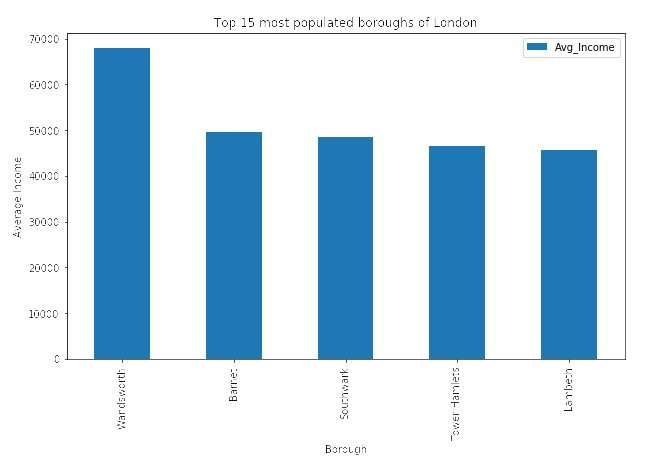 Top 15 most populated boroughs of London
Avg_Income
70000
60000
50000
40000
30000
20000
10000
0
Average Income
Wandsworth
Barnet
Southwark
Tower Hamlets
Lambeth
Borough